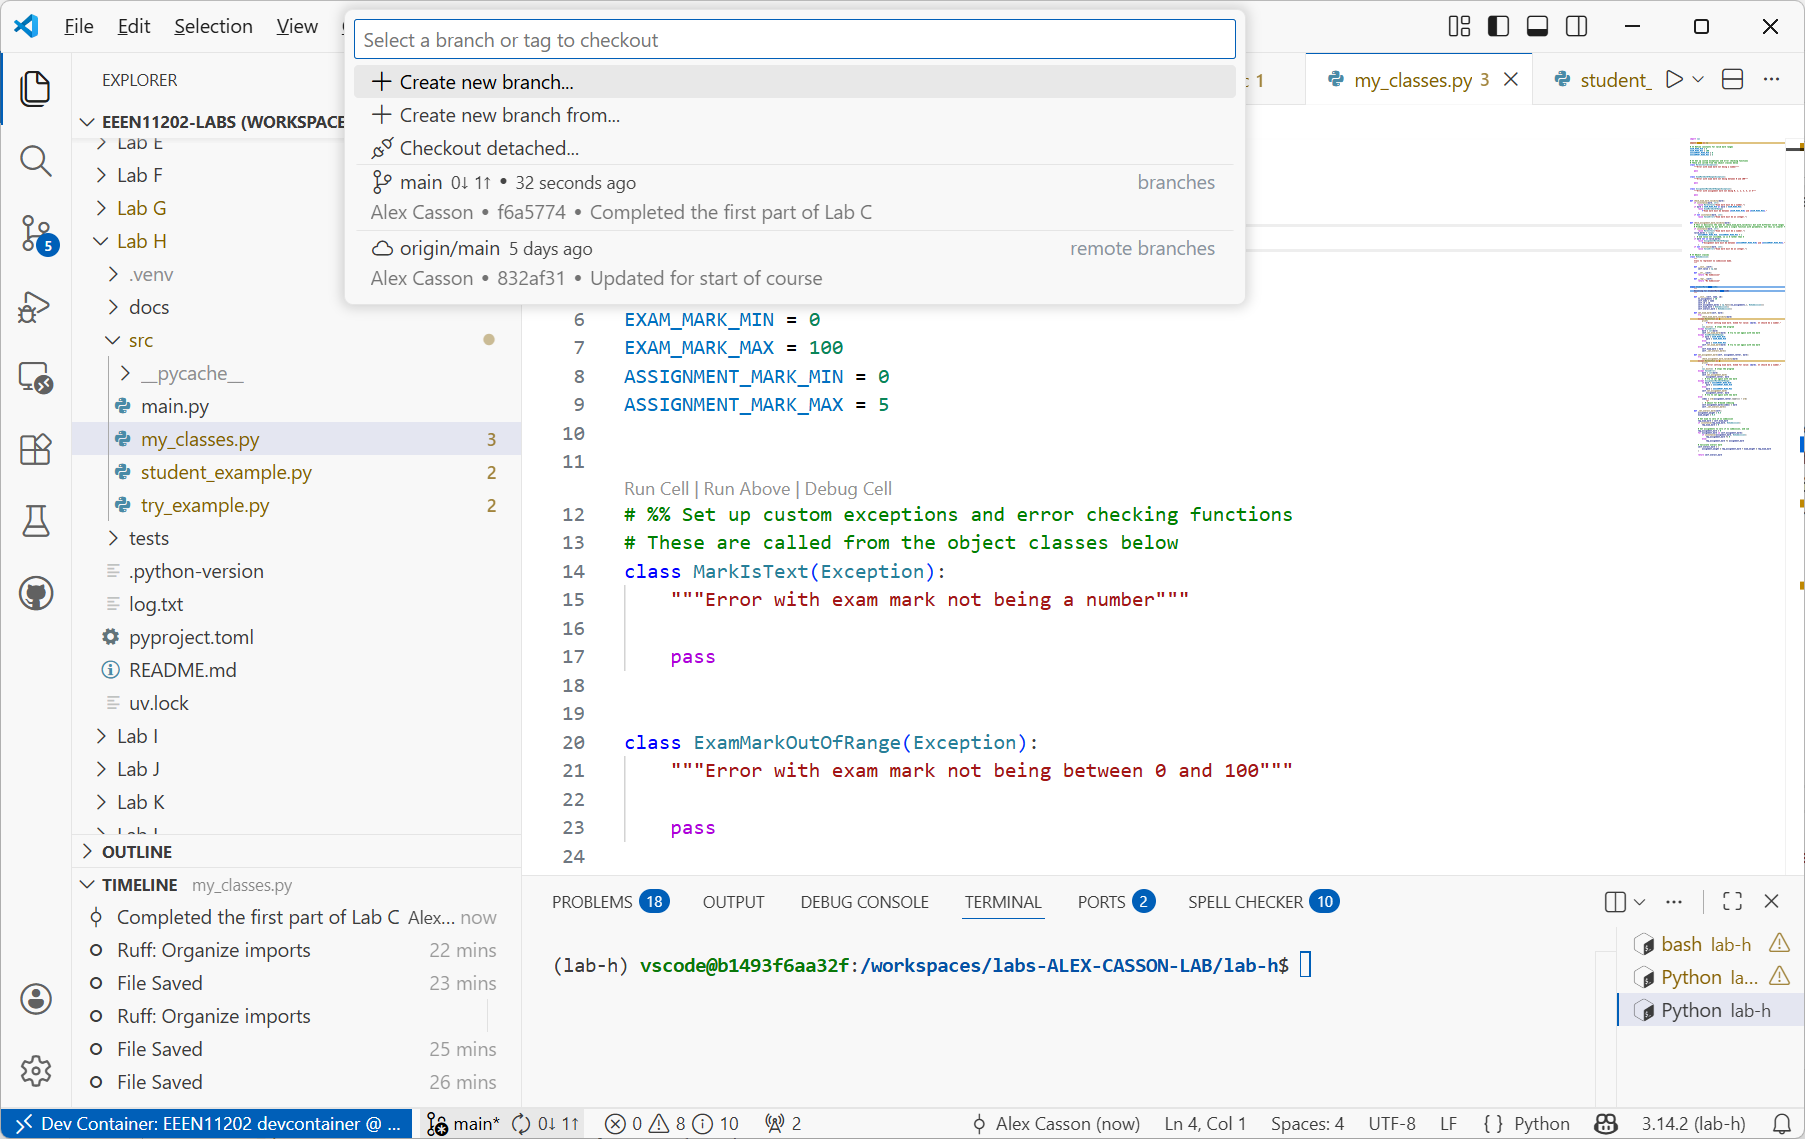 File Edit Selection View
Select a branch or tag to checkout
Create new branch...
Create new branch from...
Checkout detached...
main 0↓ 1↑ • 32 seconds ago branches
Alex Casson • f6a5774 • Completed the first part of Lab C
origin/main 5 days ago remote branches
Alex Casson • 832af31 • Updated for start of course
1
my_classes.py 3
student_
EXPLORER
EEEN11202-LABS (WORKSPACE
Lab E
Lab F
Lab G
Lab H
.venv
docs
src
__pycache__
main.py
my_classes.py 3
student_example.py 2
try_example.py 2
tests
.python-version
log.txt
pyproject.toml
README.md
uv.lock
Lab I
Lab J
Lab K
Lab L
OUTLINE
TIMELINE my_classes.py
Completed the first part of Lab C Alex... now
Ruff: Organize imports 22 mins
File Saved 23 mins
Ruff: Organize imports
File Saved 25 mins
File Saved 26 mins
5
6 EXAM_MARK_MIN = 0
7 EXAM_MARK_MAX = 100
8 ASSIGNMENT_MARK_MIN = 0
9 ASSIGNMENT_MARK_MAX = 5
10
11
Run Cell | Run Above | Debug Cell
12 # %% Set up custom exceptions and error checking functions
13 # These are called from the object classes below
14 class MarkIsText(Exception):
15 """Error with exam mark not being a number"""
16
17 pass
18
19
20 class ExamMarkOutOfRange(Exception):
21 """Error with exam mark not being between 0 and 100"""
22
23 pass
24
PROBLEMS 18 OUTPUT DEBUG CONSOLE TERMINAL PORTS 2 SPELL CHECKER 10
(lab-h) vscode@b1493f6aa32f:/workspaces/labs-ALEX-CASSON-LAB/lab-h$
bash lab-h
Python la...
Python lab-h
Dev Container: EEEN11202 devcontainer @ ... main* 0↓ 1↑ 0 8 10 2 Alex Casson (now) Ln 4, Col 1 Spaces: 4 UTF-8 LF { } Python 3.14.2 (lab-h)